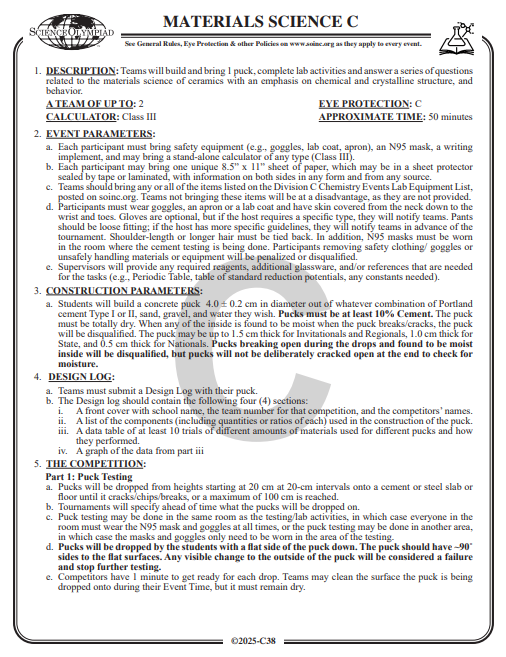 SCIENCE OLYMPIAD
MATERIALS SCIENCE C
See General Rules, Eye Protection & other Policies on www.soinc.org as they apply to every event.
1. DESCRIPTION: Teams will build and bring 1 puck, complete lab activities and answer a series of questions
related to the materials science of ceramics with an emphasis on chemical and crystalline structure, and
behavior.
A TEAM OF UP TO: 2 EYE PROTECTION: C
CALCULATOR: Class III APPROXIMATE TIME: 50 minutes
2. EVENT PARAMETERS:
a. Each participant must bring safety equipment (e.g., goggles, lab coat, apron), an N95 mask, a writing
implement, and may bring a stand-alone calculator of any type (Class III).
b. Each participant may bring one unique 8.5" x 11" sheet of paper, which may be in a sheet protector
sealed by tape or laminated, with information on both sides in any form and from any source.
c. Teams should bring any or all of the items listed on the Division C Chemistry Events Lab Equipment List,
posted on soinc.org. Teams not bringing these items will be at a disadvantage, as they are not provided.
d. Participants must wear goggles, an apron or a lab coat and have skin covered from the neck down to the
wrist and toes. Gloves are optional, but if the host requires a specific type, they will notify teams. Pants
should be loose fitting; if the host has more specific guidelines, they will notify teams in advance of the
tournament. Shoulder-length or longer hair must be tied back. In addition, N95 masks must be worn
in the room where the cement testing is being done. Participants removing safety clothing/ goggles or
unsafely handling materials or equipment will be penalized or disqualified.
e. Supervisors will provide any required reagents, additional glassware, and/or references that are needed
for the tasks (e.g., Periodic Table, table of standard reduction potentials, any constants needed).
3. CONSTRUCTION PARAMETERS:
a. Students will build a concrete puck 4.0 ± 0.2 cm in diameter out of whatever combination of Portland
cement Type I or II, sand, gravel, and water they wish. Pucks must be at least 10% Cement. The puck
must be totally dry. When any of the inside is found to be moist when the puck breaks/cracks, the puck
will be disqualified. The puck may be up to 1.5 cm thick for Invitationals and Regionals, 1.0 cm thick for
State, and 0.5 cm thick for Nationals. Pucks breaking open during the drops and found to be moist
inside will be disqualified, but pucks will not be deliberately cracked open at the end to check for
moisture.
4. DESIGN LOG:
a. Teams must submit a Design Log with their puck.
b. The Design log should contain the following four (4) sections:
i. A front cover with school name, the team number for that competition, and the competitors' names.
ii. A list of the components (including quantities or ratios of each) used in the construction of the puck.
iii. A data table of at least 10 trials of different amounts of materials used for different pucks and how
they performed.
iv. A graph of the data from part iii
5. THE COMPETITION:
Part 1: Puck Testing
a. Pucks will be dropped from heights starting at 20 cm at 20-cm intervals onto a cement or steel slab or
floor until it cracks/chips/breaks, or a maximum of 100 cm is reached.
b. Tournaments will specify ahead of time what the pucks will be dropped on.
c. Puck testing may be done in the same room as the testing/lab activities, in which case everyone in the
room must wear the N95 mask and goggles at all times, or the puck testing may be done in another area,
in which case the masks and goggles only need to be worn in the area of the testing.
d. Pucks will be dropped by the students with a flat side of the puck down. The puck should have ~90°
sides to the flat surfaces. Any visible change to the outside of the puck will be considered a failure
and stop further testing.
e. Competitors have 1 minute to get ready for each drop. Teams may clean the surface the puck is being
dropped onto during their Event Time, but it must remain dry.
C
©2025-C38